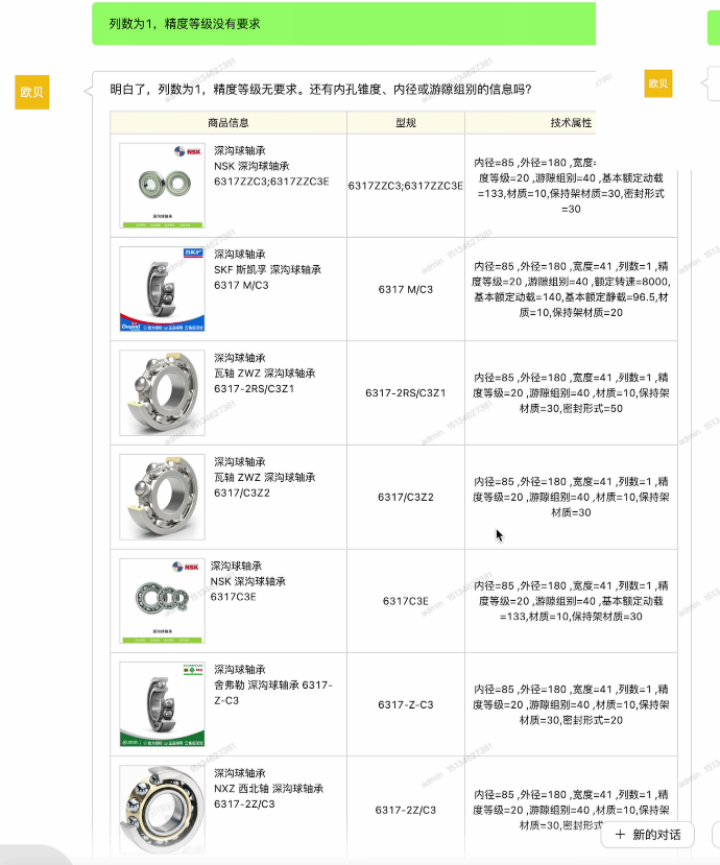 列数为1，精度等级没有要求
欧贝
明白了，列数为1，精度等级无要求。还有内孔锥度、内径或游隙组别的信息吗?
欧贝
商品信息 型规 技术属性
NSK
深沟球轴承
NSK 深沟球轴承
6317ZZC3;6317ZZC3E
6317ZZC3;6317ZZC3E
内径=85 ,外径=180 ,宽度=
度等级=20 ,游隙组别=40 ,基本额定动载
=133,材质=10,保持架材质=30,密封形式
=30
SKF
深沟球轴承
SKF 斯凯孚 深沟球轴承
6317 M/C3
6317 M/C3
内径=85 ,外径=180 ,宽度=41 ,列数=1 ,精
度等级=20 ,游隙组别=40 ,额定转速=8000,
基本额定动载=140,基本额定静载=96.5,材
质=10,保持架材质=20
深沟球轴承
瓦轴 ZWZ 深沟球轴承
6317-2RS/C3Z1
6317-2RS/C3Z1
内径=85 ,外径=180 ,宽度=41 ,列数=1 ,精
度等级=20 ,游隙组别=40 ,材质=10,保持架
材质=30,密封形式=50
深沟球轴承
瓦轴 ZWZ 深沟球轴承
6317/C3Z2
6317/C3Z2
内径=85 ,外径=180 ,宽度=41 ,列数=1 ,精
度等级=20 ,游隙组别=40 ,材质=10,保持架
材质=30
NSK
深沟球轴承
NSK 深沟球轴承
6317C3E
6317C3E
内径=85 ,外径=180 ,宽度=41 ,列数=1 ,精
度等级=20 ,游隙组别=40 ,基本额定动载
=133,材质=10,保持架材质=30
深沟球轴承
舍弗勒 深沟球轴承 6317-
Z-C3
6317-Z-C3
内径=85 ,外径=180 ,宽度=41 ,列数=1 ,精
度等级=20 ,游隙组别=40 ,材质=10,保持架
材质=30,密封形式=20
深沟球轴承
NXZ 西北轴 深沟球轴承
6317-2Z/C3
6317-2Z/C3
内径=85 ,外径=180 ,宽度=41 ,列数=1 ,精
度等级=20 ,游隙组别=40 ,材质=10,保持架
材质=30,密封形式
+ 新的对话